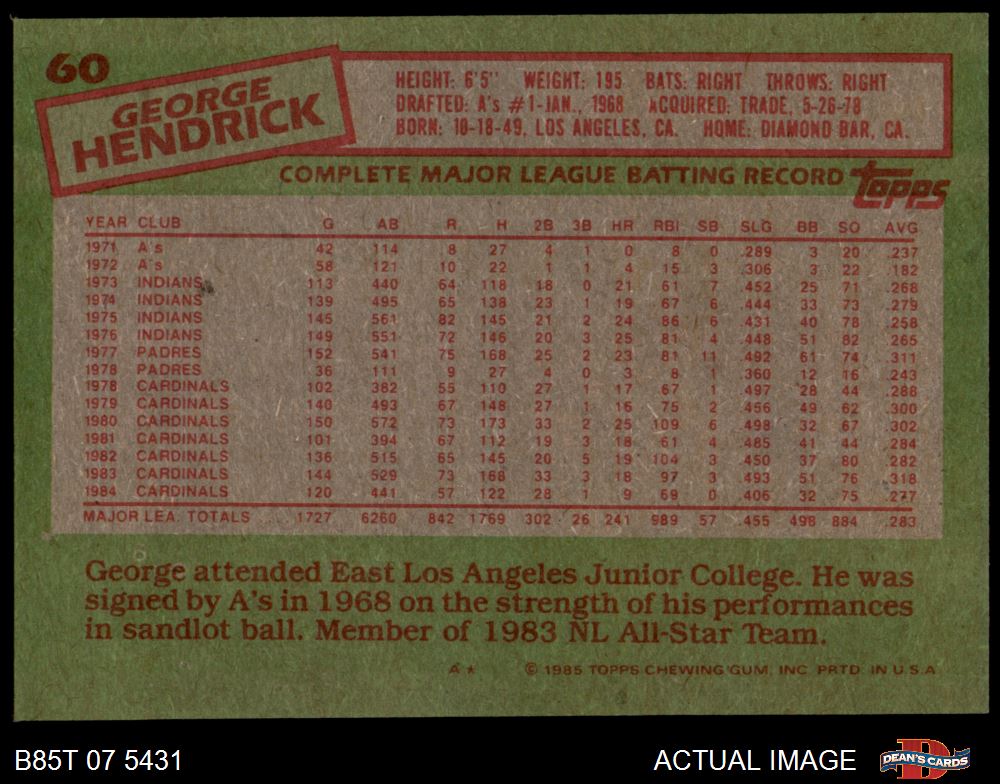 60
GEORGE
HENDRICK
HEIGHT: 6'5" WEIGHT: 195 BATS: RIGHT THROWS: RIGHT
DRAFTED: A's #1-JAN., 1968 ACQUIRED: TRADE, 5-26-78
BORN: 10-18-49, LOS ANGELES, CA. HOME: DIAMOND BAR, CA.
COMPLETE MAJOR LEAGUE BATTING RECORD topps
YEAR CLUB G AB R H 2B 3B HR RBI SB SLG BB SO AVG
1971 A's 42 114 8 27 4 1 0 8 0 .289 3 20 .237
1972 A's 58 121 10 22 1 1 4 15 3 .306 3 22 .182
1973 INDIANS 113 440 64 118 18 0 21 61 7 .452 25 71 .268
1974 INDIANS 139 495 65 138 23 1 19 67 6 .444 33 73 .279
1975 INDIANS 145 561 82 145 21 2 24 86 6 .431 40 78 .258
1976 INDIANS 149 551 72 146 20 3 25 81 4 .448 51 82 .265
1977 PADRES 152 541 75 168 25 2 23 81 11 .492 61 74 .311
1978 PADRES 36 111 9 27 4 0 3 8 1 .360 12 16 .243
1978 CARDINALS 102 382 55 110 27 1 17 67 1 .497 28 44 .288
1979 CARDINALS 140 493 67 148 27 1 16 75 2 .456 49 62 .300
1980 CARDINALS 150 572 73 173 33 2 25 109 6 .498 32 67 .302
1981 CARDINALS 101 394 67 112 19 3 18 61 4 .485 41 44 .284
1982 CARDINALS 136 515 65 145 20 5 19 104 3 .450 37 80 .282
1983 CARDINALS 144 529 73 168 33 3 18 97 3 .493 51 76 .318
1984 CARDINALS 120 441 57 122 28 1 9 69 0 .406 32 75 .277
MAJOR LEA. TOTALS 1727 6260 842 1769 302 26 241 989 57 .455 498 884 .283
George attended East Los Angeles Junior College. He was
signed by A's in 1968 on the strength of his performances
in sandlot ball. Member of 1983 NL All-Star Team.
A* © 1985 TOPPS CHEWING GUM, INC. PRTD. IN U.S.A.
B85T 07 5431 ACTUAL IMAGE DEAN'S CARDS